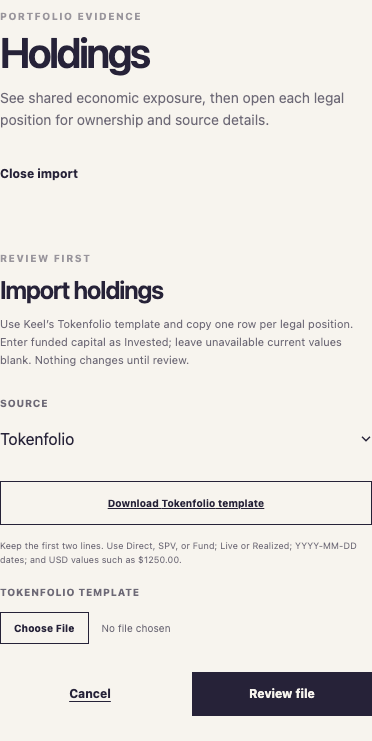 PORTFOLIO EVIDENCE
Holdings
See shared economic exposure, then open each legal
position for ownership and source details.
Close import
REVIEW FIRST
Import holdings
Use Keel's Tokenfolio template and copy one row per legal position.
Enter funded capital as Invested; leave unavailable current values
blank. Nothing changes until review.
SOURCE
Tokenfolio
Download Tokenfolio template
Keep the first two lines. Use Direct, SPV, or Fund; Live or Realized; YYYY-MM-DD
dates; and USD values such as $1250.00.
TOKENFOLIO TEMPLATE
Choose File No file chosen
Cancel Review file